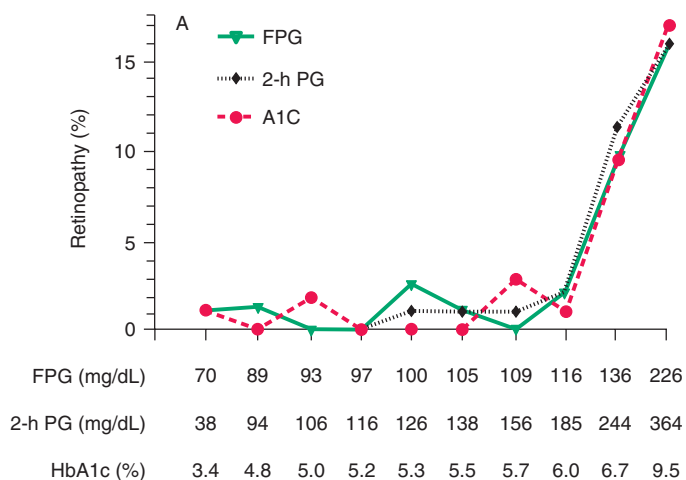 A
FPG
2-h PG
A1C
Retinopathy (%)
15
10
5
0
FPG (mg/dL) 70 89 93 97 100 105 109 116 136 226
2-h PG (mg/dL) 38 94 106 116 126 138 156 185 244 364
HbA1c (%) 3.4 4.8 5.0 5.2 5.3 5.5 5.7 6.0 6.7 9.5